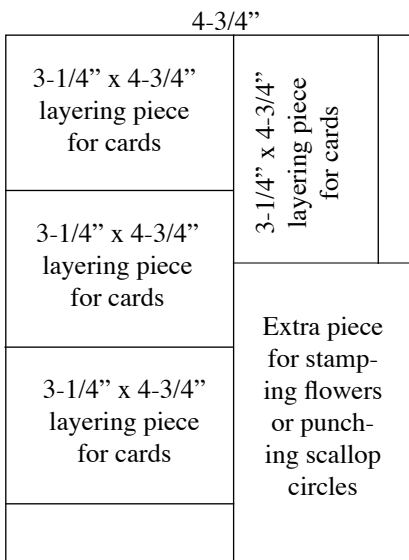 4-3/4”
3-1/4” x 4-3/4”
layering piece
for cards
3-1/4” x 4-3/4”
layering piece
for cards
3-1/4” x 4-3/4”
layering piece
for cards
3-1/4” x 4-3/4”
layering piece
for cards
Extra piece
for stamp-
ing flowers
or punch-
ing scallop
circles